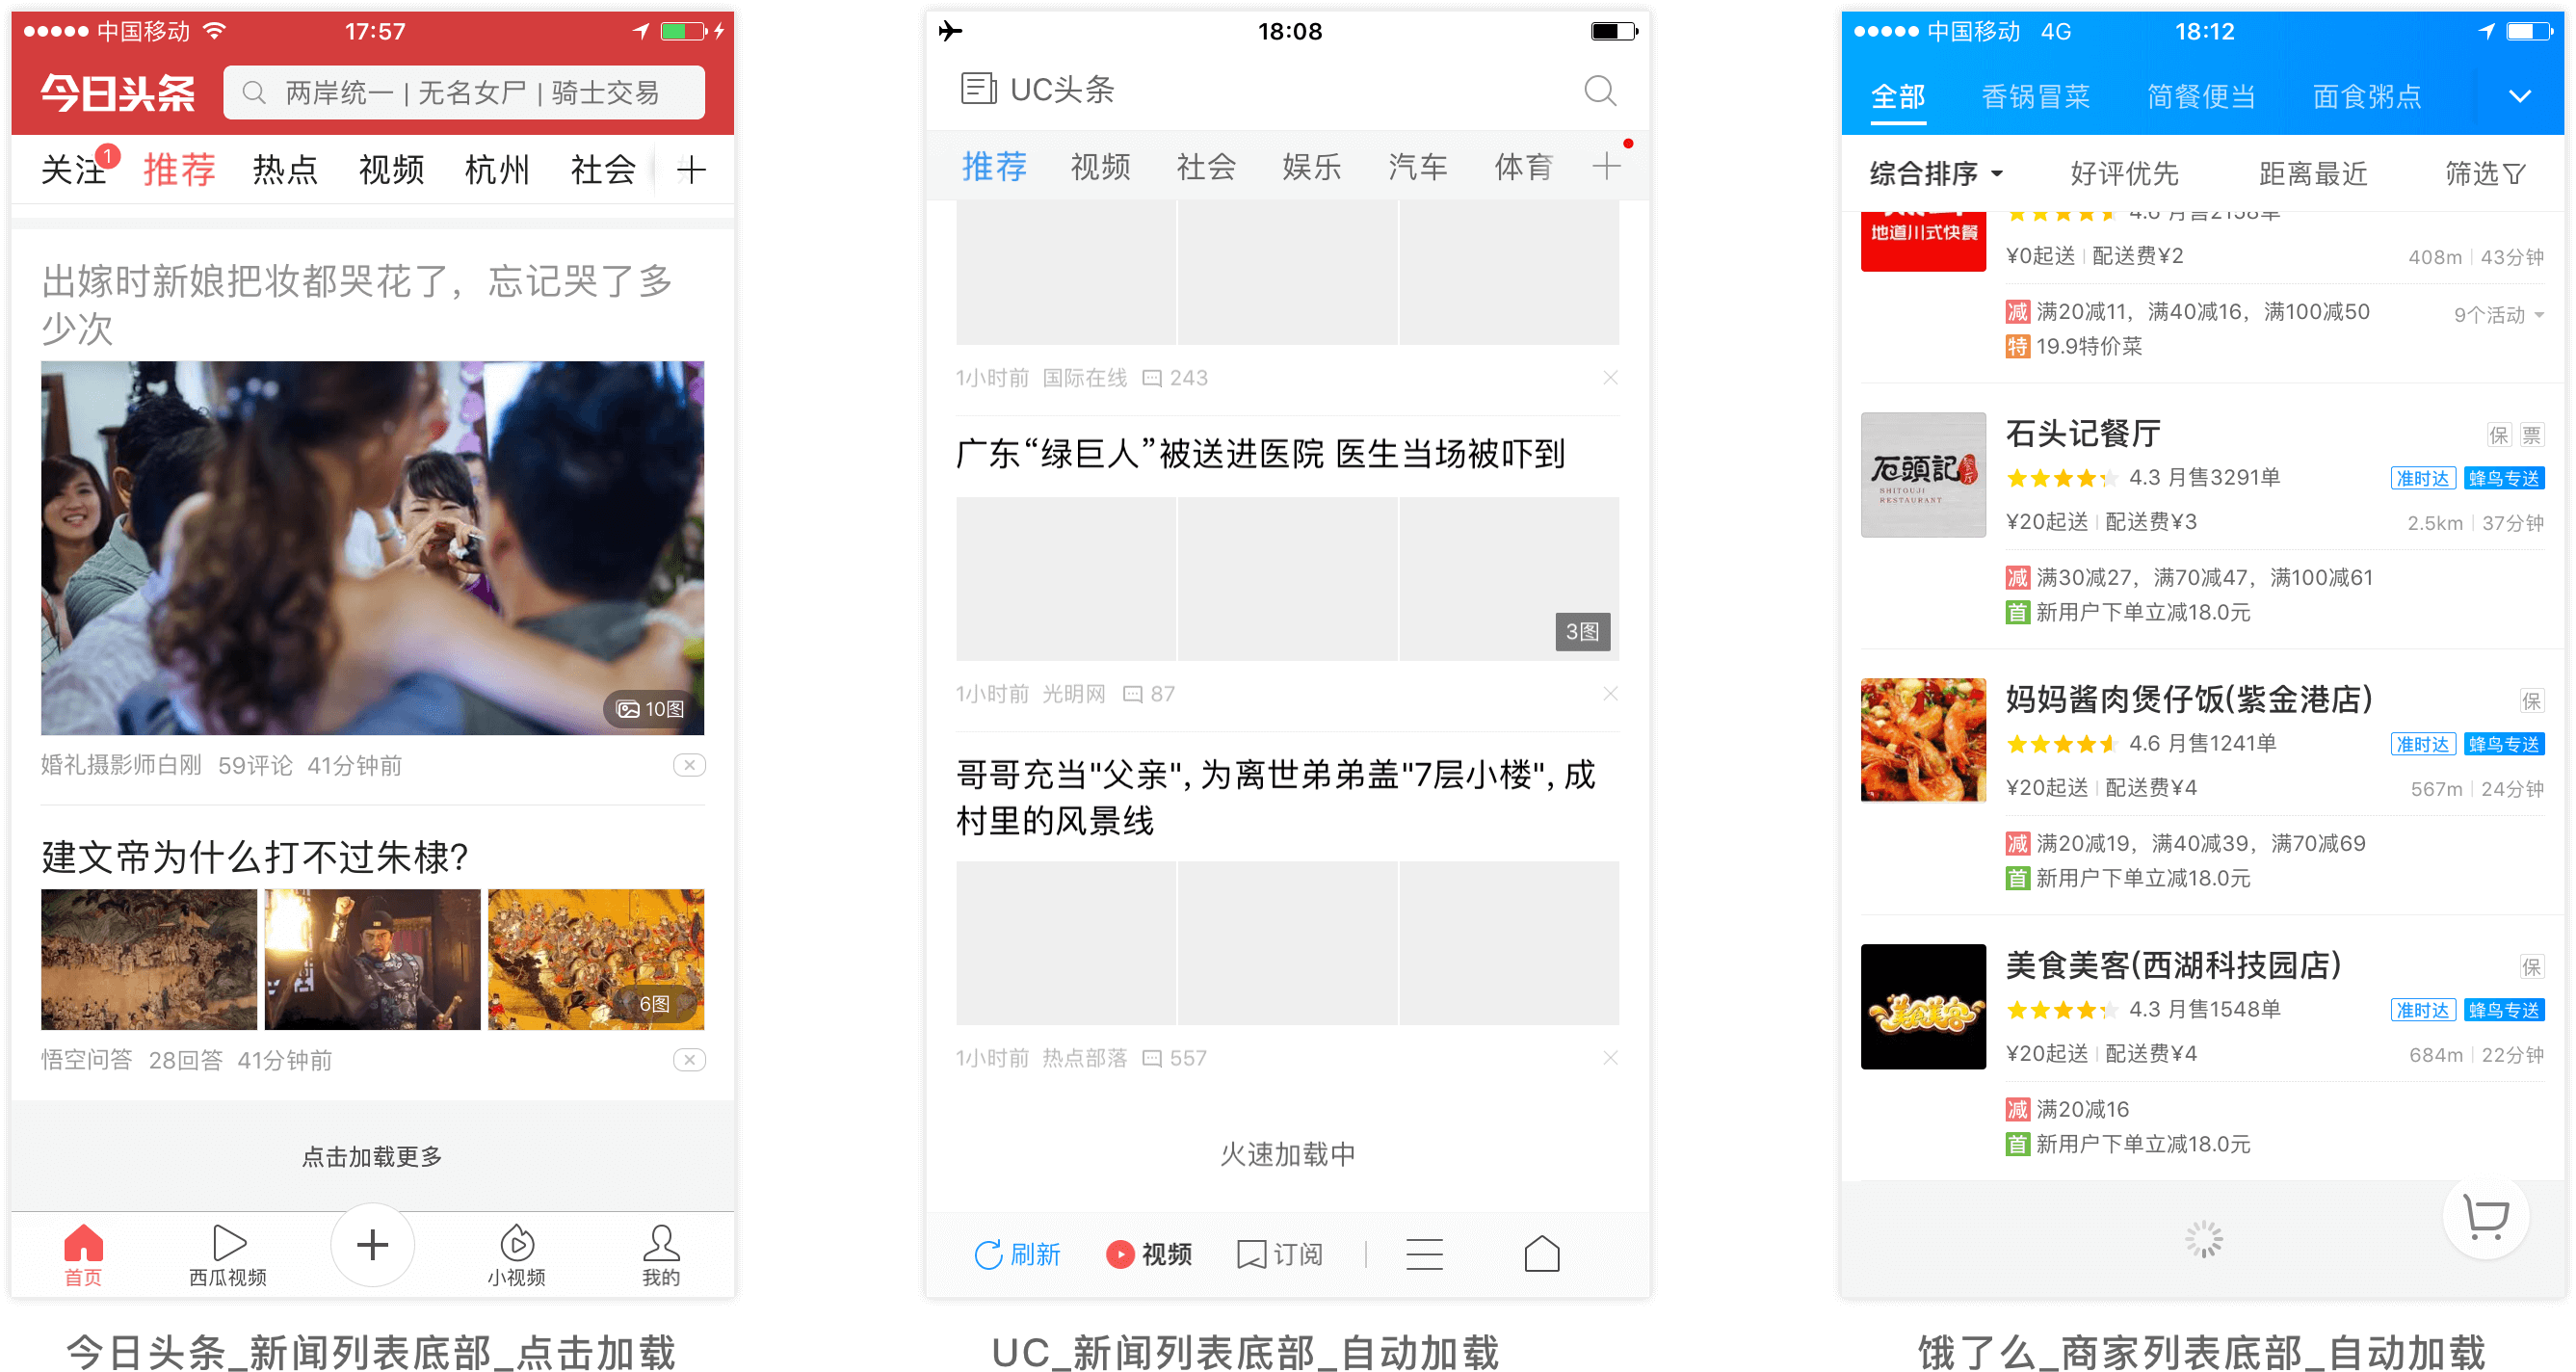 中国移动 17:57
今日头条 两岸统一 | 无名女尸 | 骑士交易
关注 1 推荐 热点 视频 杭州 社会
出嫁时新娘把妆都哭花了，忘记哭了多
少次
10图
婚礼摄影师白刚 59评论 41分钟前
建文帝为什么打不过朱棣?
6图
悟空问答 28回答 41分钟前
点击加载更多
首页 西瓜视频 小视频 我的
今日头条_新闻列表底部_点击加载
18:08
UC头条
推荐 视频 社会 娱乐 汽车 体育
1小时前 国际在线 243
广东“绿巨人”被送进医院 医生当场被吓到
3图
1小时前 光明网 87
哥哥充当"父亲", 为离世弟弟盖"7层小楼", 成
村里的风景线
1小时前 热点部落 557
火速加载中
刷新 视频 订阅
UC_新闻列表底部_自动加载
中国移动 4G 18:12
全部 香锅冒菜 简餐便当 面食粥点
综合排序 好评优先 距离最近 筛选
4.6 月售2158单
地道川式快餐
¥0起送 配送费¥2 408m 43分钟
减 满20减11，满40减16，满100减50 9个活动
特 19.9特价菜
石头记餐厅 保 票
石頭記
SHITOUJI
RESTAURANT
4.3 月售3291单 准时达 蜂鸟专送
¥20起送 配送费¥3 2.5km 37分钟
减 满30减27，满70减47，满100减61
首 新用户下单立减18.0元
妈妈酱肉煲仔饭(紫金港店) 保
4.6 月售1241单 准时达 蜂鸟专送
¥20起送 配送费¥4 567m 24分钟
减 满20减19，满40减39，满70减69
首 新用户下单立减18.0元
美食美客(西湖科技园店) 保
美食美客
4.3 月售1548单 准时达 蜂鸟专送
¥20起送 配送费¥4 684m 22分钟
减 满20减16
首 新用户下单立减18.0元
饿了么_商家列表底部_自动加载